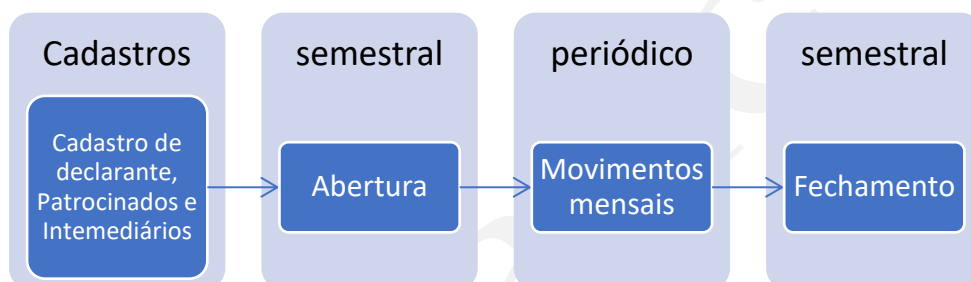 Cadastros
Cadastro de
declarante,
Patrocinados e
Intemediários
semestral
Abertura
periódico
Movimentos
mensais
semestral
Fechamento